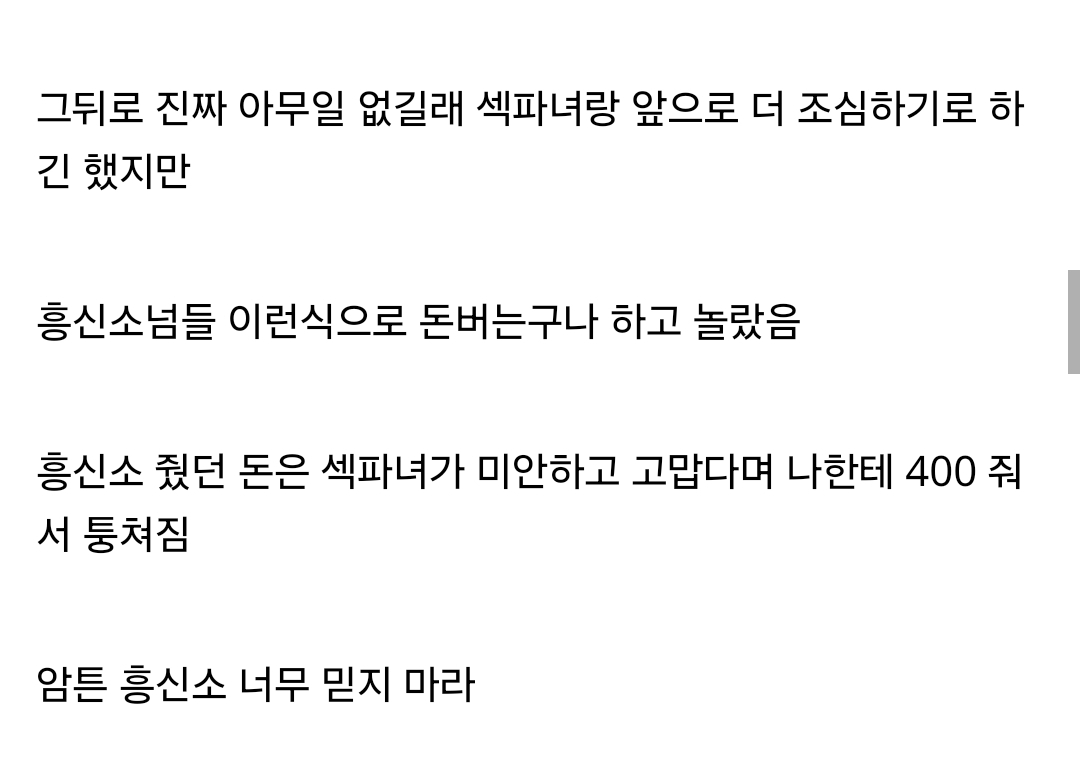 그뒤로 진짜 아무일 없길래 섹파녀랑 앞으로 더 조심하기로 하
긴 했지만
흥신소넘들 이런식으로 돈버는구나 하고 놀랐음
흥신소 줬던 돈은 섹파녀가 미안하고 고맙다며 나한테 400 줘
서 퉁쳐짐
암튼 흥신소 너무 믿지 마라